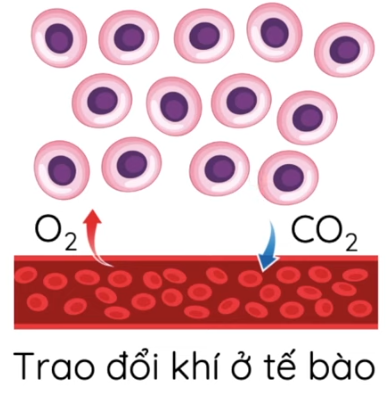 O₂ CO₂
Trao đổi khí ở tế bào